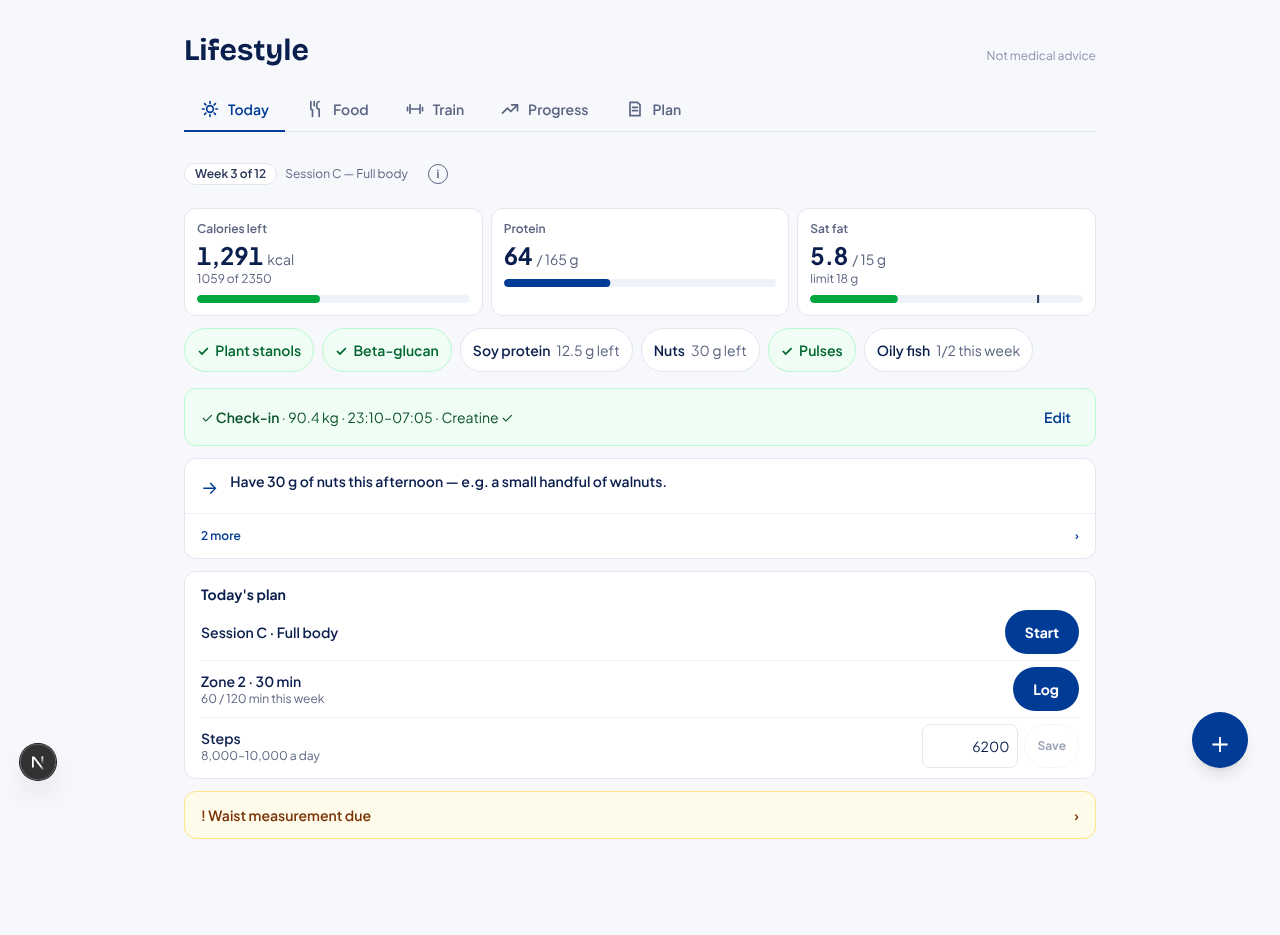 Lifestyle
Not medical advice
Today Food Train Progress Plan
Week 3 of 12 Session C — Full body i
Calories left
1,291 kcal
1059 of 2350
Protein
64 / 165 g
Sat fat
5.8 / 15 g
limit 18 g
✓ Plant stanols ✓ Beta-glucan Soy protein 12.5 g left Nuts 30 g left ✓ Pulses Oily fish 1/2 this week
✓ Check-in · 90.4 kg · 23:10–07:05 · Creatine ✓ Edit
→ Have 30 g of nuts this afternoon — e.g. a small handful of walnuts.
2 more ›
Today's plan
Session C · Full body Start
Zone 2 · 30 min
60 / 120 min this week
Log
Steps
8,000–10,000 a day
6200 Save
N
+
! Waist measurement due ›